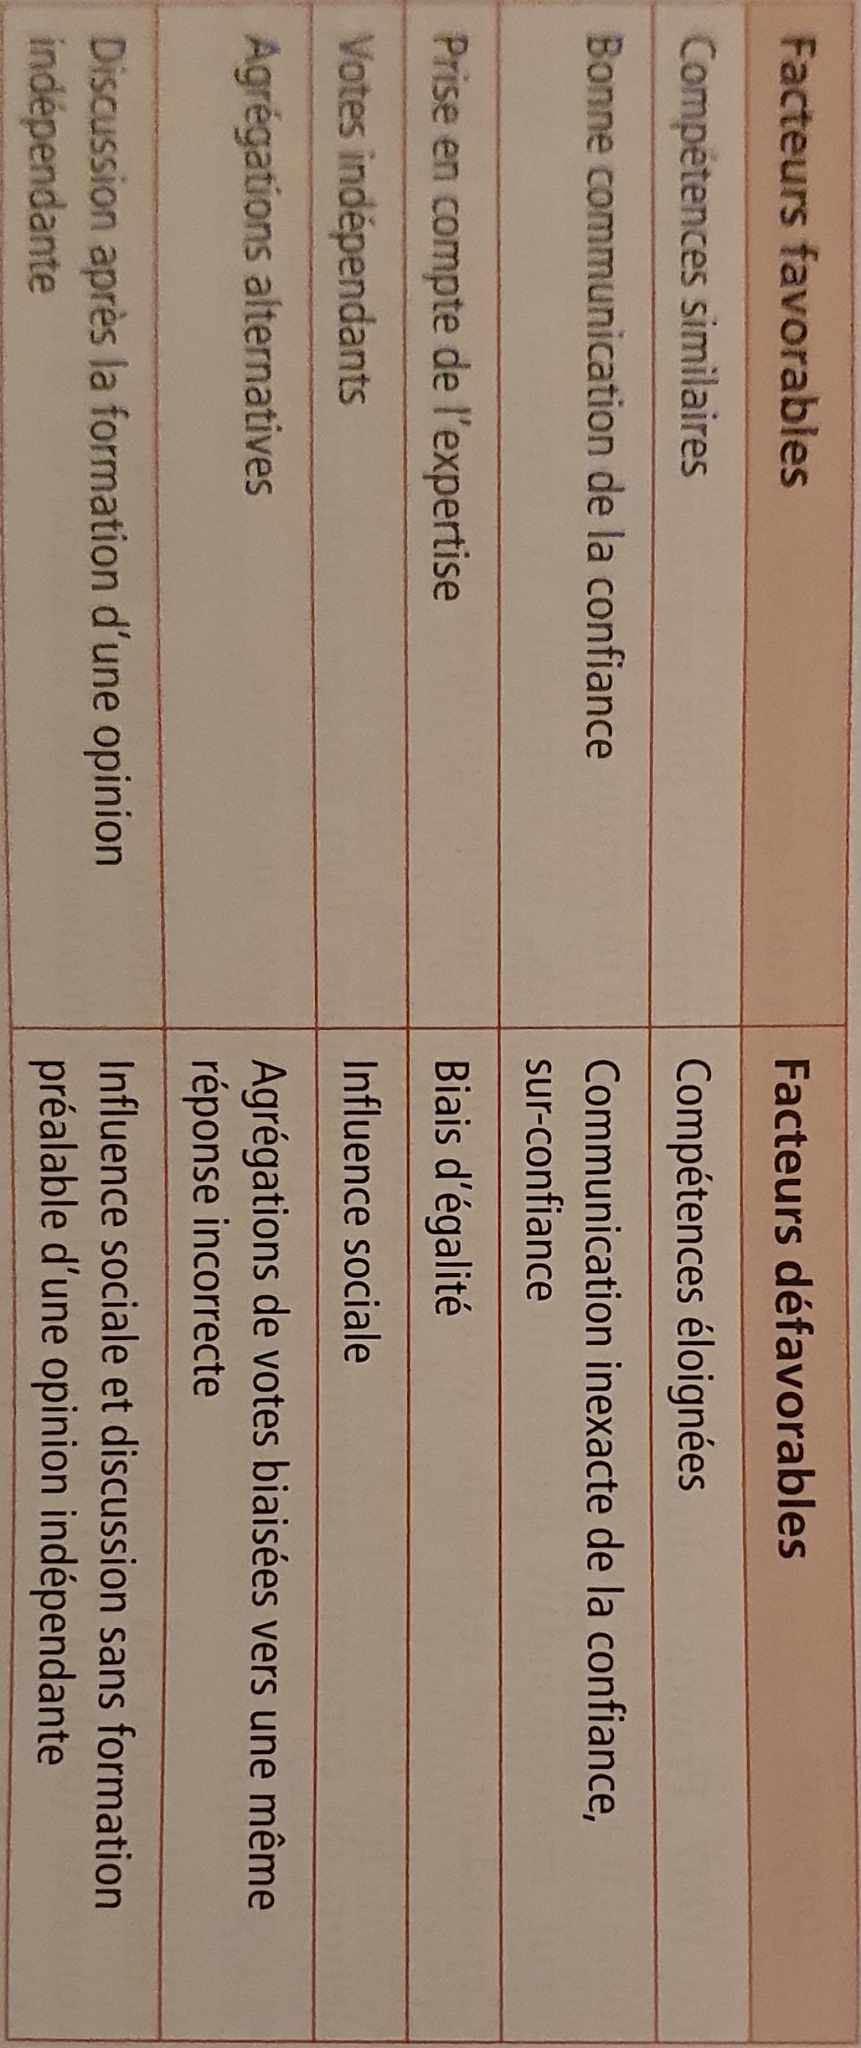 Facteurs favorables
Facteurs défavorables
Compétences similaires
Compétences éloignées
Bonne communication de la confiance
Communication inexacte de la confiance,
sur-confiance
Prise en compte de l'expertise
Biais d'égalité
Votes indépendants
Influence sociale
Agrégations alternatives
Agrégations de votes biaisées vers une même
réponse incorrecte
Discussion après la formation d'une opinion
indépendante
Influence sociale et discussion sans formation
préalable d'une opinion indépendante